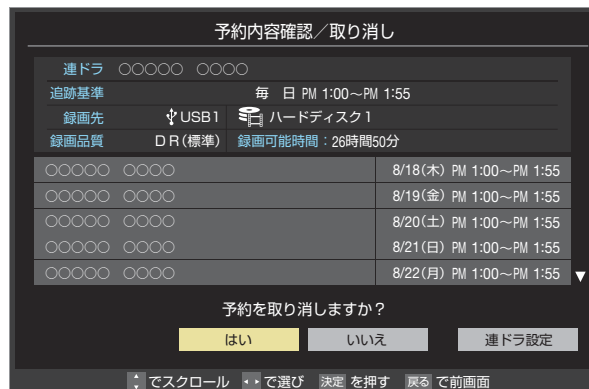 予約内容確認／取り消し
連ドラ ○○○○○ ○○○○
追跡基準 毎 日 PM 1:00～PM 1:55
録画先 USB1 ハードディスク1
録画品質 DR(標準) 録画可能時間：26時間50分
○○○○○ ○○○○ 8/18(木) PM 1:00～PM 1:55
○○○○○ ○○○○ 8/19(金) PM 1:00～PM 1:55
○○○○○ ○○○○ 8/20(土) PM 1:00～PM 1:55
○○○○○ ○○○○ 8/21(日) PM 1:00～PM 1:55
○○○○○ ○○○○ 8/22(月) PM 1:00～PM 1:55 ▼
予約を取り消しますか？
はい いいえ 連ドラ設定
でスクロール で選び 決定 を押す 戻る で前画面